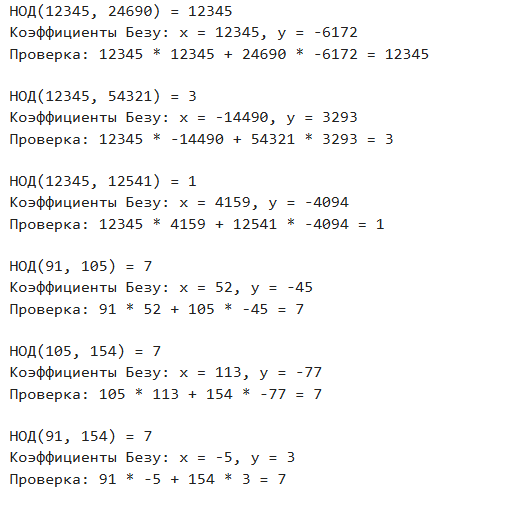 НОД(12345, 24690) = 12345
Коэффициенты Безу: x = 12345, y = -6172
Проверка: 12345 * 12345 + 24690 * -6172 = 12345
НОД(12345, 54321) = 3
Коэффициенты Безу: x = -14490, y = 3293
Проверка: 12345 * -14490 + 54321 * 3293 = 3
НОД(12345, 12541) = 1
Коэффициенты Безу: x = 4159, y = -4094
Проверка: 12345 * 4159 + 12541 * -4094 = 1
НОД(91, 105) = 7
Коэффициенты Безу: x = 52, y = -45
Проверка: 91 * 52 + 105 * -45 = 7
НОД(105, 154) = 7
Коэффициенты Безу: x = 113, y = -77
Проверка: 105 * 113 + 154 * -77 = 7
НОД(91, 154) = 7
Коэффициенты Безу: x = -5, y = 3
Проверка: 91 * -5 + 154 * 3 = 7